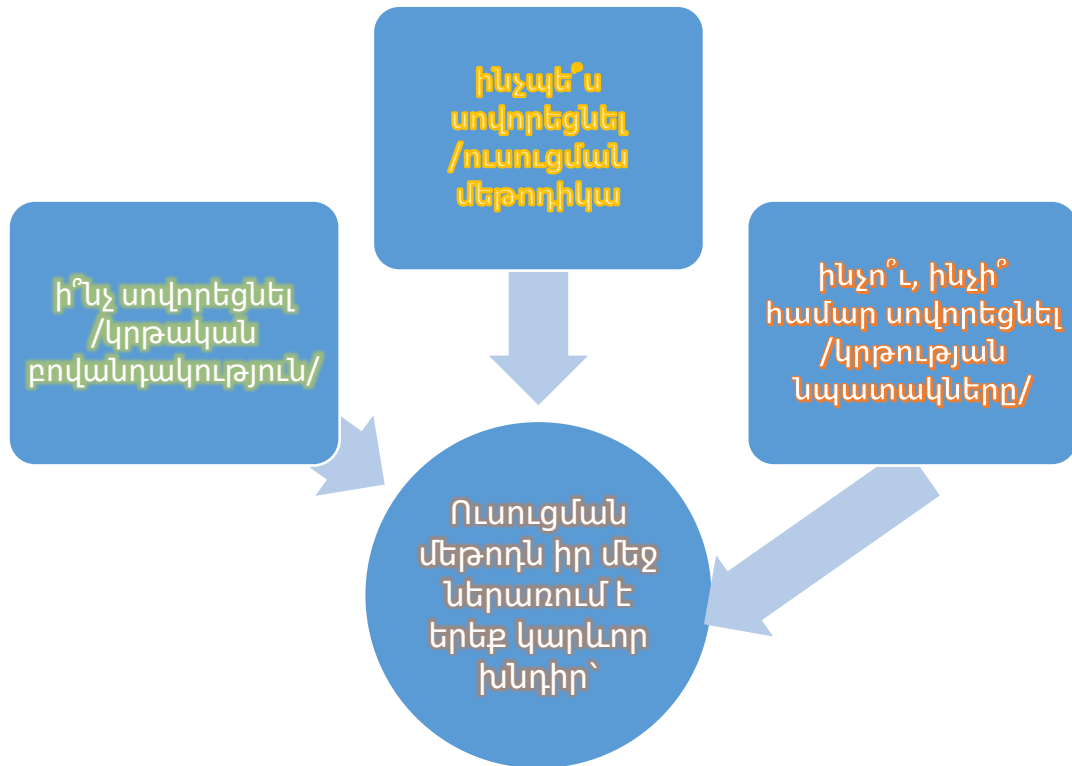 ինչպե՞ս
սովորեցնել
/ուսուցման
մեթոդիկա
ի՞նչ սովորեցնել
/կրթական
բովանդակություն/
ինչո՞ւ, ինչի՞
համար սովորեցնել
/կրթության
նպատակները/
Ուսուցման
մեթոդն իր մեջ
ներառում է
երեք կարևոր
խնդիր՝